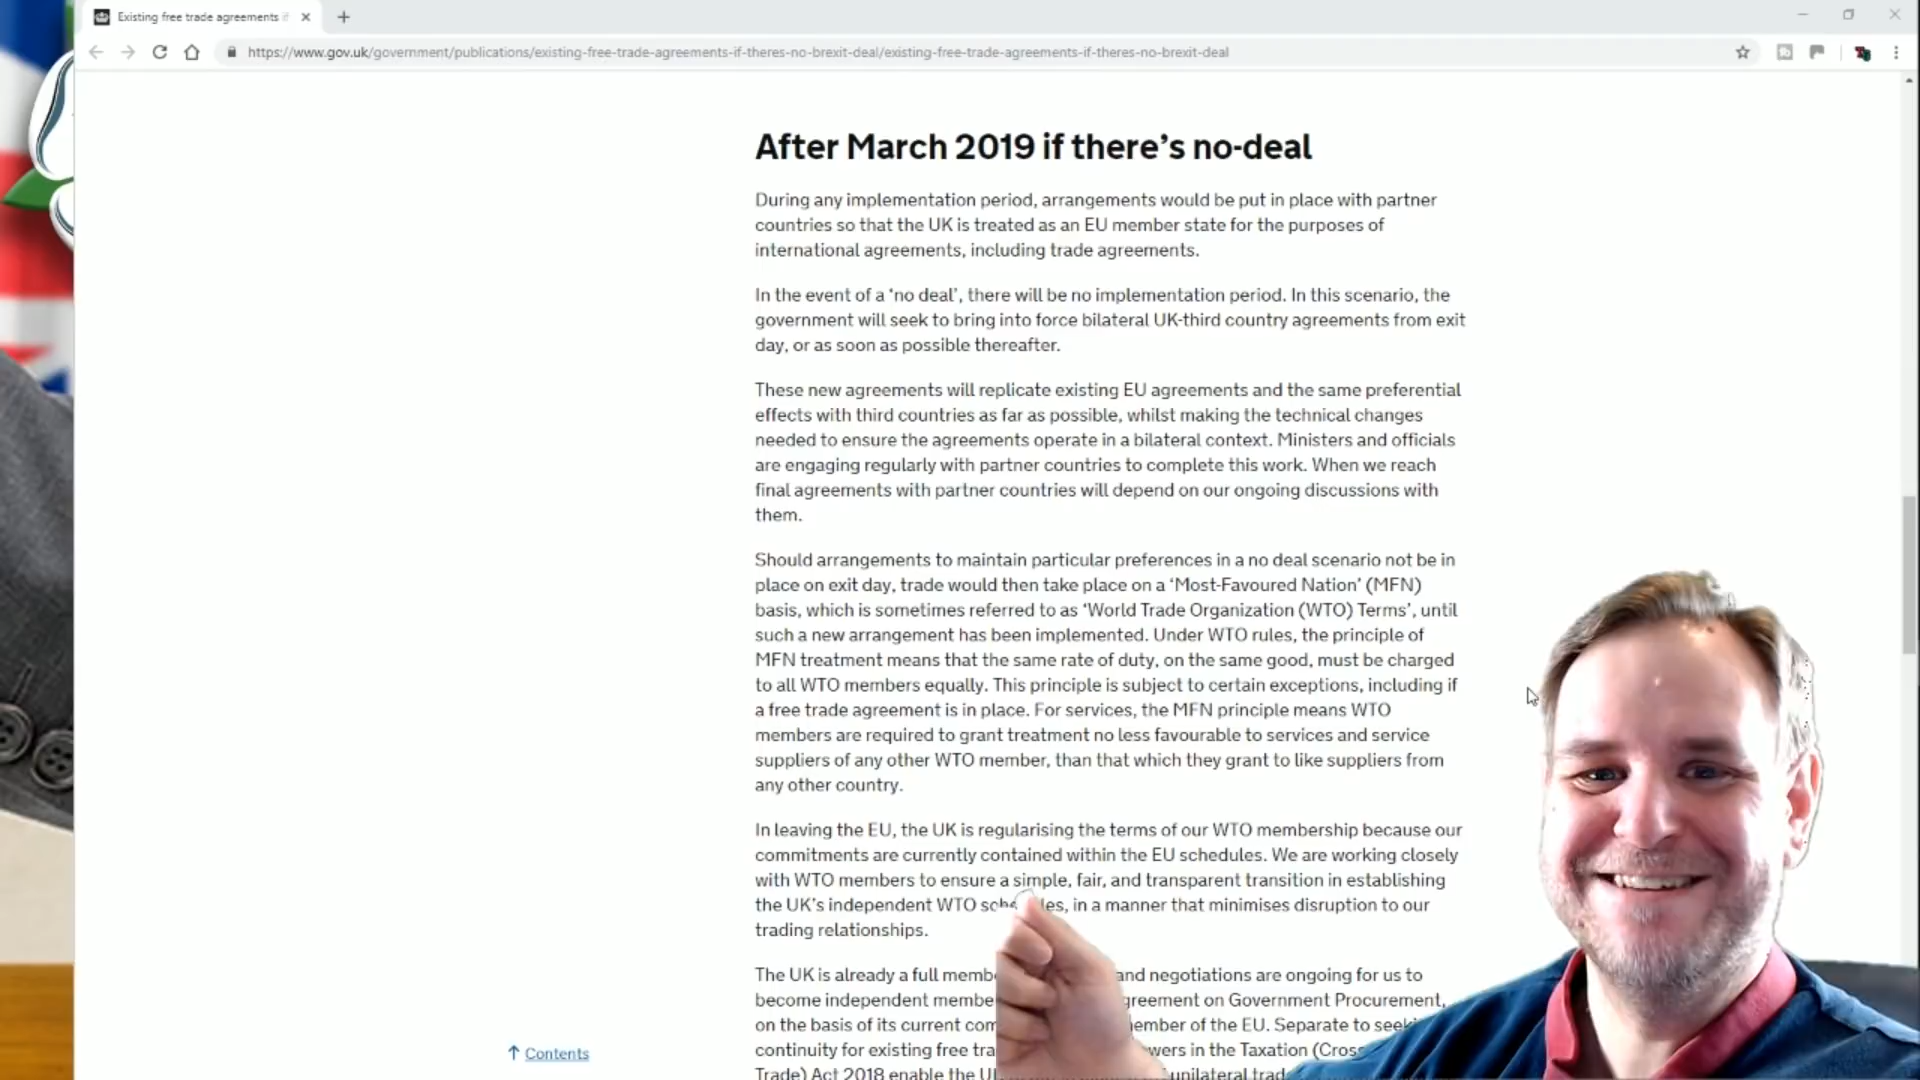 Existing free trade agreements if
https://www.gov.uk/government/publications/existing-free-trade-agreements-if-theres-no-brexit-deal/existing-free-trade-agreements-if-theres-no-brexit-deal
After March 2019 if there’s no-deal
During any implementation period, arrangements would be put in place with partner
countries so that the UK is treated as an EU member state for the purposes of
international agreements, including trade agreements.
In the event of a ‘no deal’, there will be no implementation period. In this scenario, the
government will seek to bring into force bilateral UK-third country agreements from exit
day, or as soon as possible thereafter.
These new agreements will replicate existing EU agreements and the same preferential
effects with third countries as far as possible, whilst making the technical changes
needed to ensure the agreements operate in a bilateral context. Ministers and officials
are engaging regularly with partner countries to complete this work. When we reach
final agreements with partner countries will depend on our ongoing discussions with
them.
Should arrangements to maintain particular preferences in a no deal scenario not be in
place on exit day, trade would then take place on a ‘Most-Favoured Nation’ (MFN)
basis, which is sometimes referred to as ‘World Trade Organization (WTO) Terms’, until
such a new arrangement has been implemented. Under WTO rules, the principle of
MFN treatment means that the same rate of duty, on the same good, must be charged
to all WTO members equally. This principle is subject to certain exceptions, including if
a free trade agreement is in place. For services, the MFN principle means WTO
members are required to grant treatment no less favourable to services and service
suppliers of any other WTO member, than that which they grant to like suppliers from
any other country.
In leaving the EU, the UK is regularising the terms of our WTO membership because our
commitments are currently contained within the EU schedules. We are working closely
with WTO members to ensure a simple, fair, and transparent transition in establishing
the UK’s independent WTO in a manner that minimises disruption to our
trading relationships.
The UK is already a full and negotiations are ongoing for us to
become independent on Government Procurement,
on the basis of its current of the EU. Separate to
continuity for existing free in the Taxation
Trade) Act 2018 enable the unilateral
↑ Contents